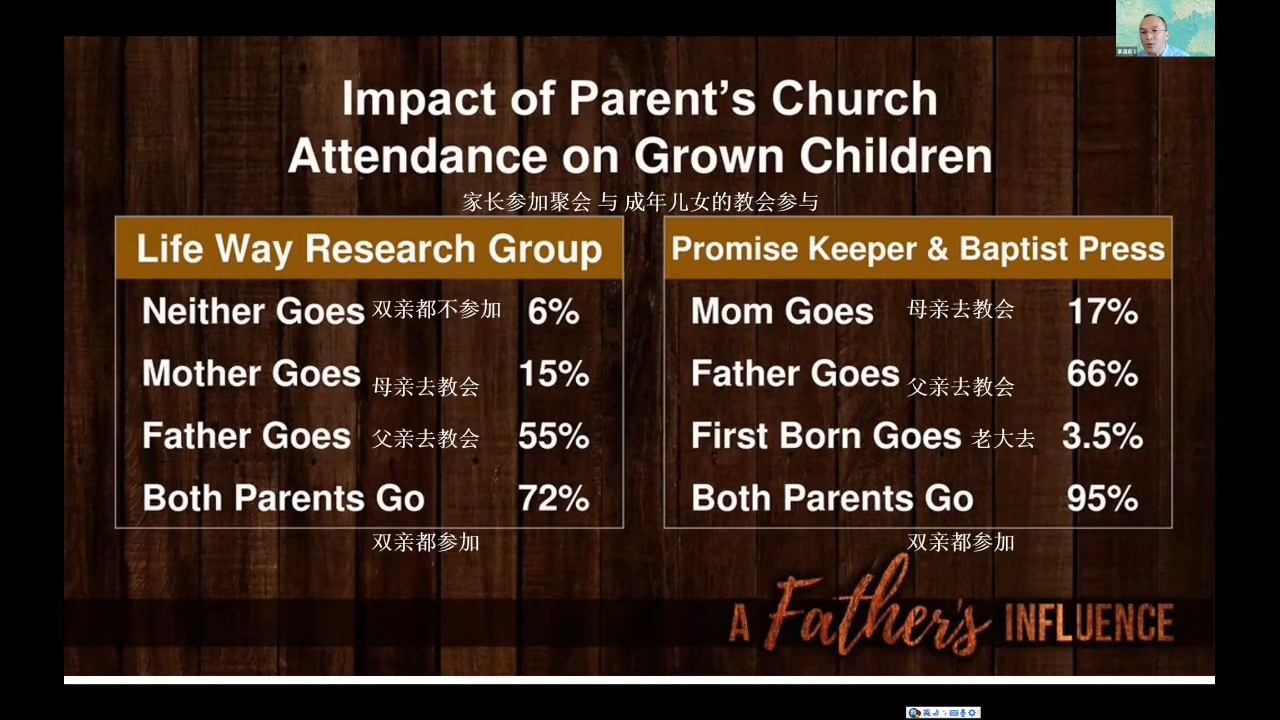 Impact of Parent’s Church
Attendance on Grown Children
家长参加聚会 与 成年儿女的教会参与
Life Way Research Group
Neither Goes 双亲都不参加 6%
Mother Goes 母亲去教会 15%
Father Goes 父亲去教会 55%
Both Parents Go 72%
双亲都参加
Promise Keeper & Baptist Press
Mom Goes 母亲去教会 17%
Father Goes 父亲去教会 66%
First Born Goes 老大去 3.5%
Both Parents Go 95%
双亲都参加
A Father's INFLUENCE
英